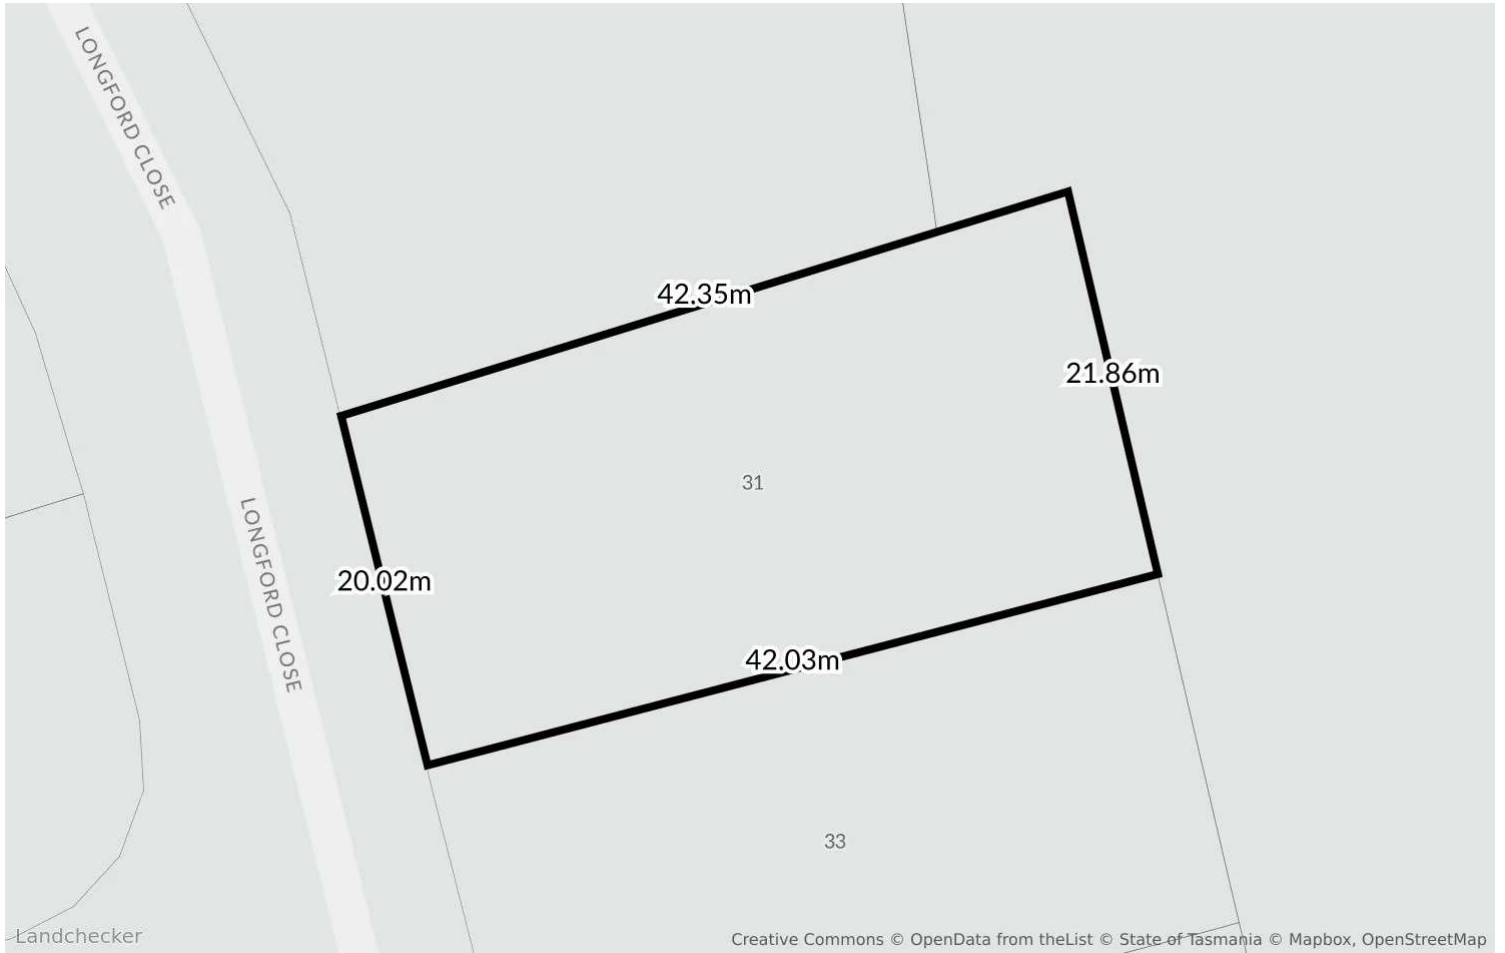 LONGFORD CLOSE
42.35m
21.86m
31
20.02m
LONGFORD CLOSE
42.03m
33
Landchecker
Creative Commons © OpenData from theList © State of Tasmania © Mapbox, OpenStreetMap